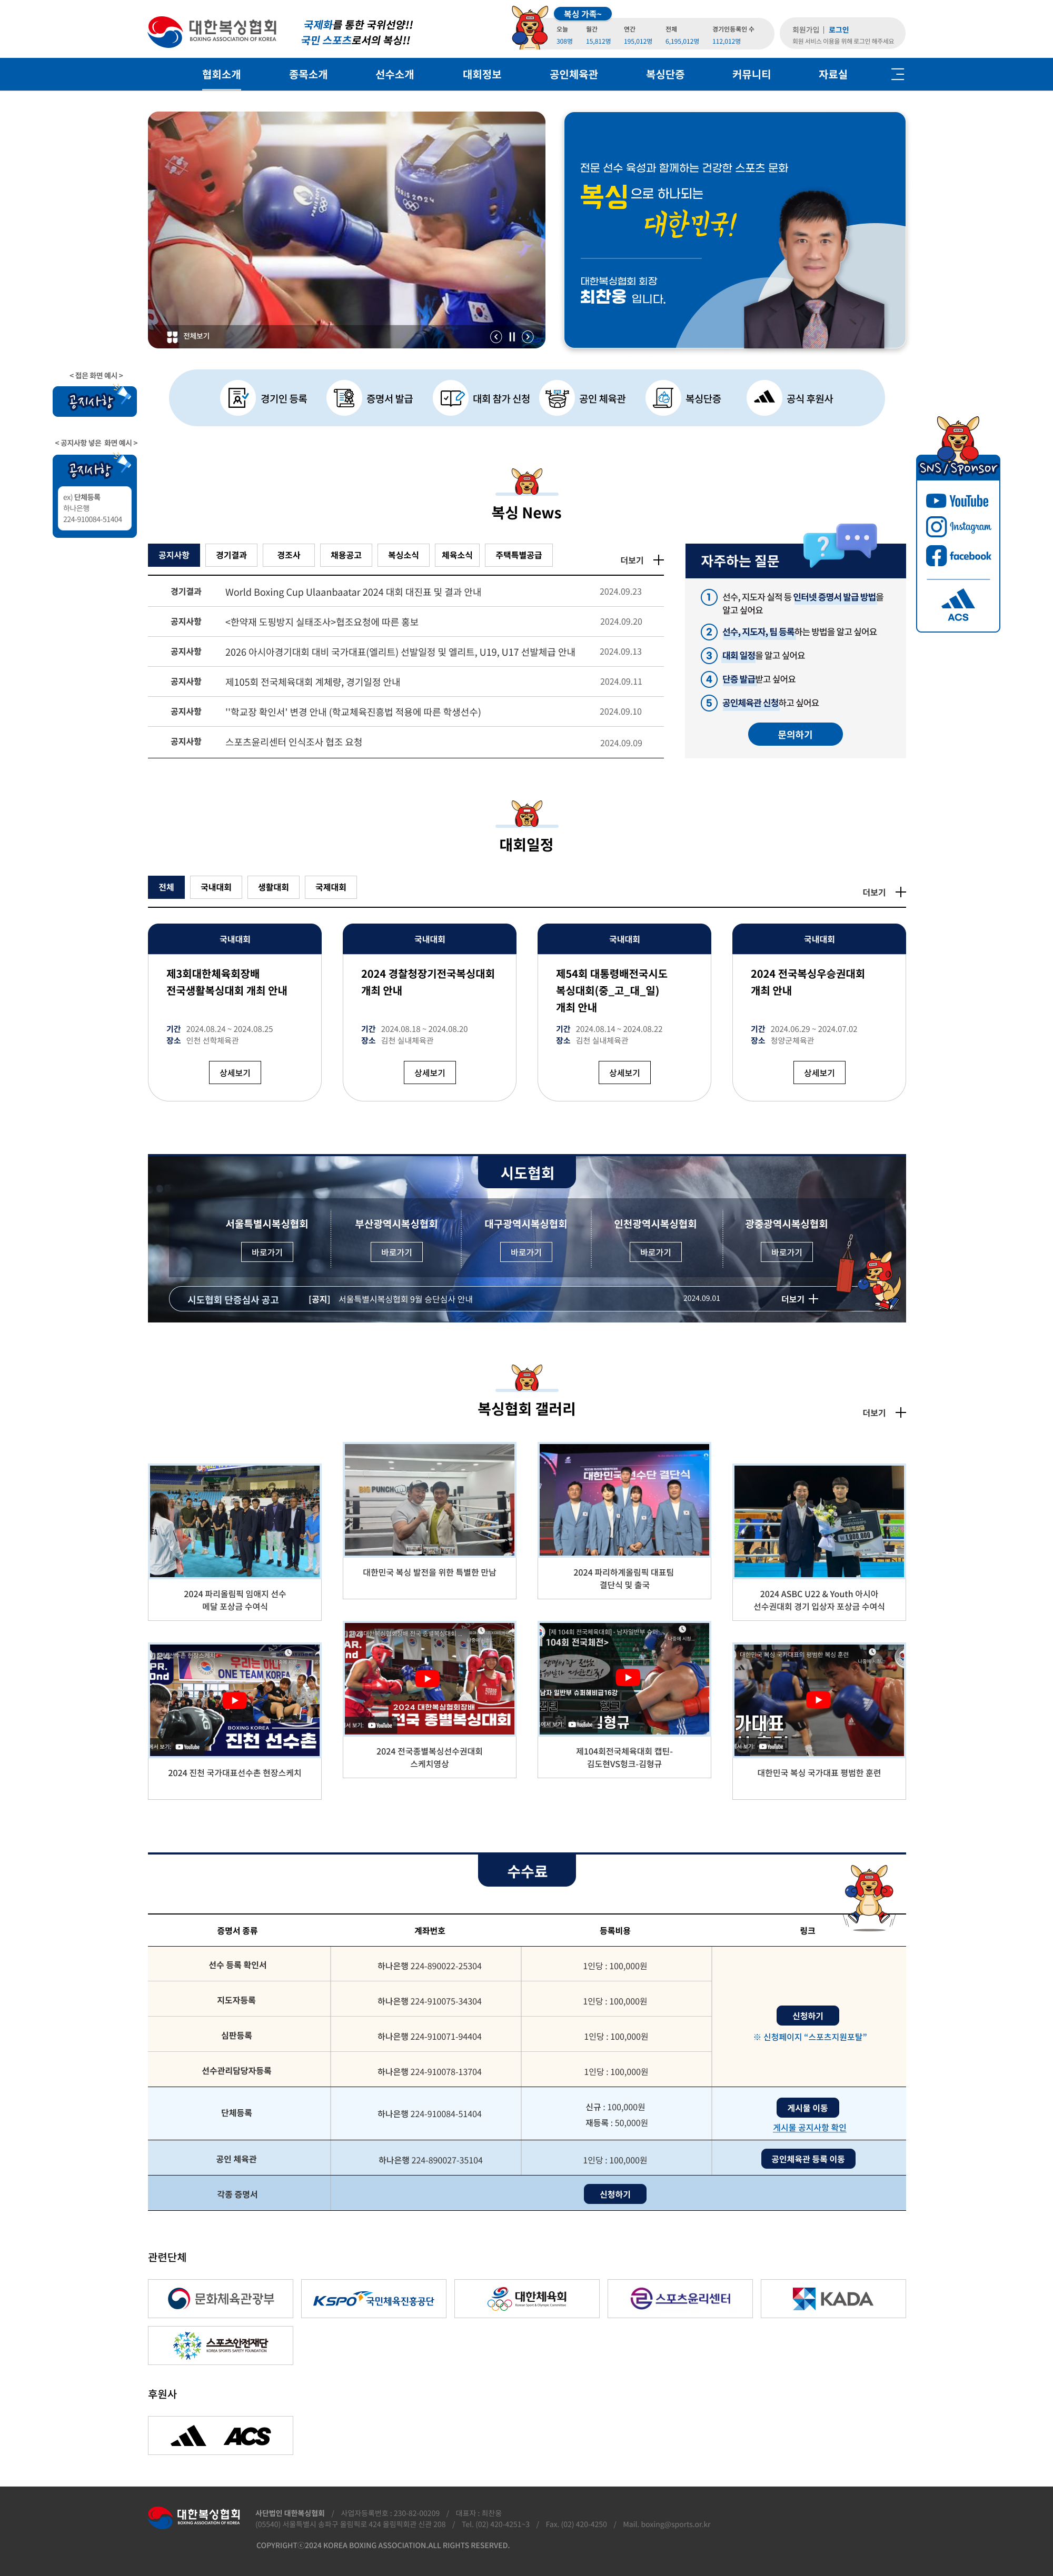 대한복싱협회
BOXING ASSOCIATION OF KOREA
국제화를 통한 국위선양!!
국민 스포츠로서의 복싱!!
복싱 가족~
오늘 월간 연간 전체 경기인등록인 수
308명 15,812명 195,012명 6,195,012명 112,012명
회원가입 | 로그인
회원 서비스 이용을 위해 로그인 해주세요
협회소개 종목소개 선수소개 대회정보 공인체육관 복싱단증 커뮤니티 자료실
PARIS 2024
전체보기
전문 선수 육성과 함께하는 건강한 스포츠 문화
복싱으로 하나되는
대한민국!
대한복싱협회 회장
최찬웅 입니다.
< 접은 화면 예시 >
공지사항
< 공지사항 넣은 화면 예시 >
공지사항
ex) 단체등록
하나은행
224-910084-51404
경기인 등록 증명서 발급 대회 참가 신청 공인 체육관 복싱단증 공식 후원사
SNS/Sponsor
YouTube
Instagram
facebook
ACS
복싱 News
공지사항 경기결과 경조사 채용공고 복싱소식 체육소식 주택특별공급 더보기
경기결과 World Boxing Cup Ulaanbaatar 2024 대회 대진표 및 결과 안내 2024.09.23
공지사항 <한약재 도핑방지 실태조사>협조요청에 따른 홍보 2024.09.20
공지사항 2026 아시아경기대회 대비 국가대표(엘리트) 선발일정 및 엘리트, U19, U17 선발체급 안내 2024.09.13
공지사항 제105회 전국체육대회 계체량, 경기일정 안내 2024.09.11
공지사항 ''학교장 확인서' 변경 안내 (학교체육진흥법 적용에 따른 학생선수) 2024.09.10
공지사항 스포츠윤리센터 인식조사 협조 요청 2024.09.09
자주하는 질문
?
1 선수, 지도자 실적 등 인터넷 증명서 발급 방법을
알고 싶어요
2 선수, 지도자, 팀 등록하는 방법을 알고 싶어요
3 대회 일정을 알고 싶어요
4 단증 발급받고 싶어요
5 공인체육관 신청하고 싶어요
문의하기
대회일정
전체 국내대회 생활대회 국제대회 더보기
국내대회
제3회대한체육회장배
전국생활복싱대회 개최 안내
기간 2024.08.24 ~ 2024.08.25
장소 인천 선학체육관
상세보기
국내대회
2024 경찰청장기전국복싱대회
개최 안내
기간 2024.08.18 ~ 2024.08.20
장소 김천 실내체육관
상세보기
국내대회
제54회 대통령배전국시도
복싱대회(중_고_대_일)
개최 안내
기간 2024.08.14 ~ 2024.08.22
장소 김천 실내체육관
상세보기
국내대회
2024 전국복싱우승권대회
개최 안내
기간 2024.06.29 ~ 2024.07.02
장소 청양군체육관
상세보기
시도협회
서울특별시복싱협회 부산광역시복싱협회 대구광역시복싱협회 인천광역시복싱협회 광중광역시복싱협회
바로가기 바로가기 바로가기 바로가기 바로가기
시도협회 단증심사 공고 [공지] 서울특별시복싱협회 9월 승단심사 안내 2024.09.01 더보기
복싱협회 갤러리
더보기
2024 파리올림픽 임애지 선수
메달 포상금 수여식
BIG PUNCH
대한민국 복싱 발전을 위한 특별한 만남
2024 파리하계올림픽 대표팀
결단식 및 출국
2024 ASBC U22 & Youth 아시아
선수권대회 경기 입상자 포상금 수여식
우리는 하나
ONE TEAM KOREA
BOXING KOREA
진천 선수촌
YouTube
2024 진천 국가대표선수촌 현장스케치
2024 대한복싱협회장배
전국 종별복싱대회
YouTube
2024 전국종별복싱선수권대회
스케치영상
104회 전국체전>
남자 일반부 슈퍼헤비급16강
YouTube
제104회전국체육대회 캡틴-
김도현VS헝크-김형규
대한민국 복싱 국가대표의 평범한 복싱 훈련
YouTube
대한민국 복싱 국가대표 평범한 훈련
수수료
증명서 종류 계좌번호 등록비용 링크
선수 등록 확인서 하나은행 224-890022-25304 1인당 : 100,000원
지도자등록 하나은행 224-910075-34304 1인당 : 100,000원
심판등록 하나은행 224-910071-94404 1인당 : 100,000원
선수관리담당자등록 하나은행 224-910078-13704 1인당 : 100,000원
신청하기
※ 신청페이지 “스포츠지원포탈”
단체등록 하나은행 224-910084-51404
신규 : 100,000원
재등록 : 50,000원
게시물 이동
게시물 공지사항 확인
공인 체육관 하나은행 224-890027-35104 1인당 : 100,000원 공인체육관 등록 이동
각종 증명서 신청하기
관련단체
문화체육관광부
KSPO 국민체육진흥공단
대한체육회
스포츠윤리센터
KADA
스포츠안전재단
KOREA SPORTS SAFETY FOUNDATION
후원사
ACS
대한복싱협회
BOXING ASSOCIATION OF KOREA
사단법인 대한복싱협회 / 사업자등록번호 : 230-82-00209 / 대표자 : 최찬웅
(05540) 서울특별시 송파구 올림픽로 424 올림픽회관 신관 208 / Tel. (02) 420-4251~3 / Fax. (02) 420-4250 / Mail. boxing@sports.or.kr
COPYRIGHTⓒ2024 KOREA BOXING ASSOCIATION.ALL RIGHTS RESERVED.